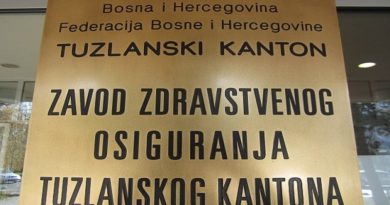 Bosna i Hercegovina
Federacija Bosne i Hercegovine
TUZLANSKI KANTON
ZAVOD ZDRAVSTVENOG
OSIGURANJA
TUZLANSKOG KANTONA